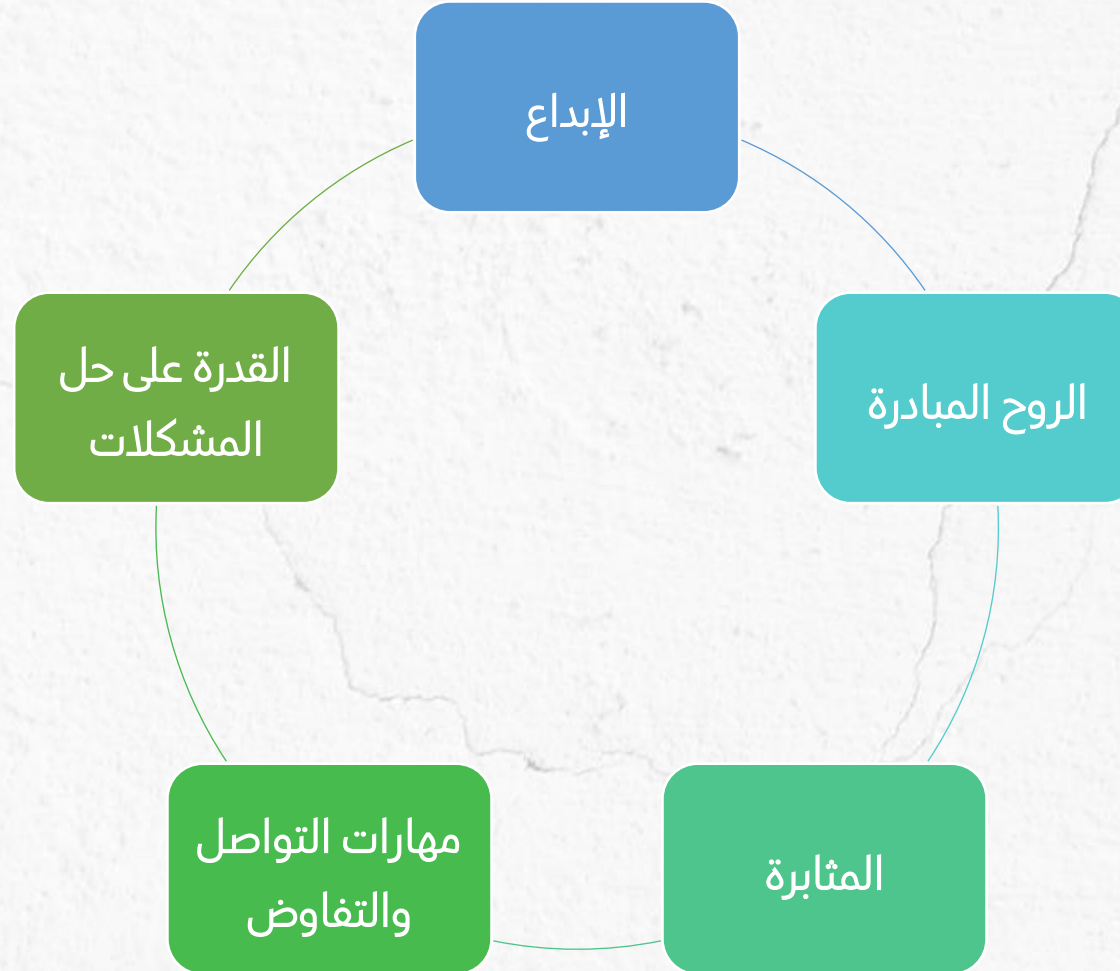 الإبداع
الروح المبادرة
المثابرة
مهارات التواصل
والتفاوض
القدرة على حل
المشكلات